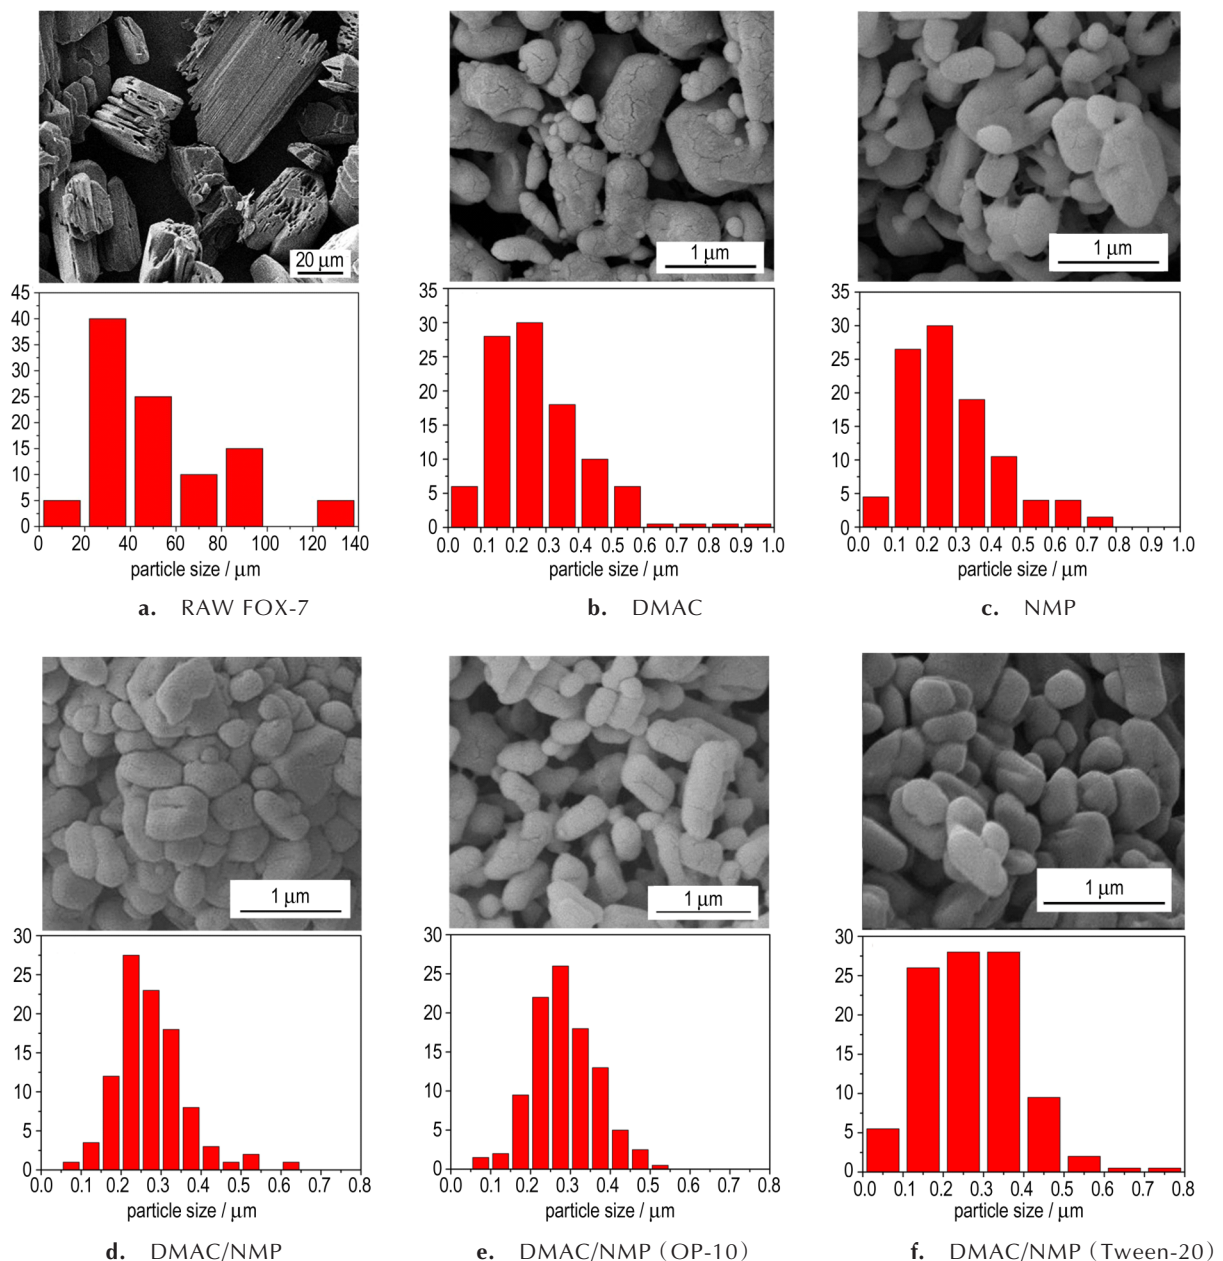 20 μm
1 μm
1 μm
45
40
35
30
25
20
15
10
5
0
0 20 40 60 80 100 120 140
particle size / μm
35
30
25
20
15
10
5
0
0.0 0.1 0.2 0.3 0.4 0.5 0.6 0.7 0.8 0.9 1.0
particle size / μm
35
30
25
20
15
10
5
0
0.0 0.1 0.2 0.3 0.4 0.5 0.6 0.7 0.8 0.9 1.0
particle size / μm
a. RAW FOX-7
b. DMAC
c. NMP
1 μm
1 μm
1 μm
30
25
20
15
10
5
0
0.0 0.1 0.2 0.3 0.4 0.5 0.6 0.7 0.8
particle size / μm
30
25
20
15
10
5
0
0.0 0.1 0.2 0.3 0.4 0.5 0.6 0.7 0.8
particle size / μm
30
25
20
15
10
5
0
0.0 0.1 0.2 0.3 0.4 0.5 0.6 0.7 0.8
particle size / μm
d. DMAC/NMP
e. DMAC/NMP（OP-10）
f. DMAC/NMP（Tween-20）